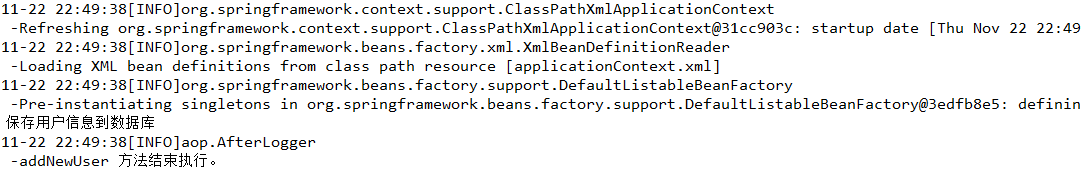 11-22 22:49:38[INFO]org.springframework.context.support.ClassPathXmlApplicationContext
-Refreshing org.springframework.context.support.ClassPathXmlApplicationContext@31cc903c: startup date [Thu Nov 22 22:49
11-22 22:49:38[INFO]org.springframework.beans.factory.xml.XmlBeanDefinitionReader
-Loading XML bean definitions from class path resource [applicationContext.xml]
11-22 22:49:38[INFO]org.springframework.beans.factory.support.DefaultListableBeanFactory
-Pre-instantiating singletons in org.springframework.beans.factory.support.DefaultListableBeanFactory@3edfb8e5: definin
保存用户信息到数据库
11-22 22:49:38[INFO]aop.AfterLogger
-addNewUser 方法结束执行。